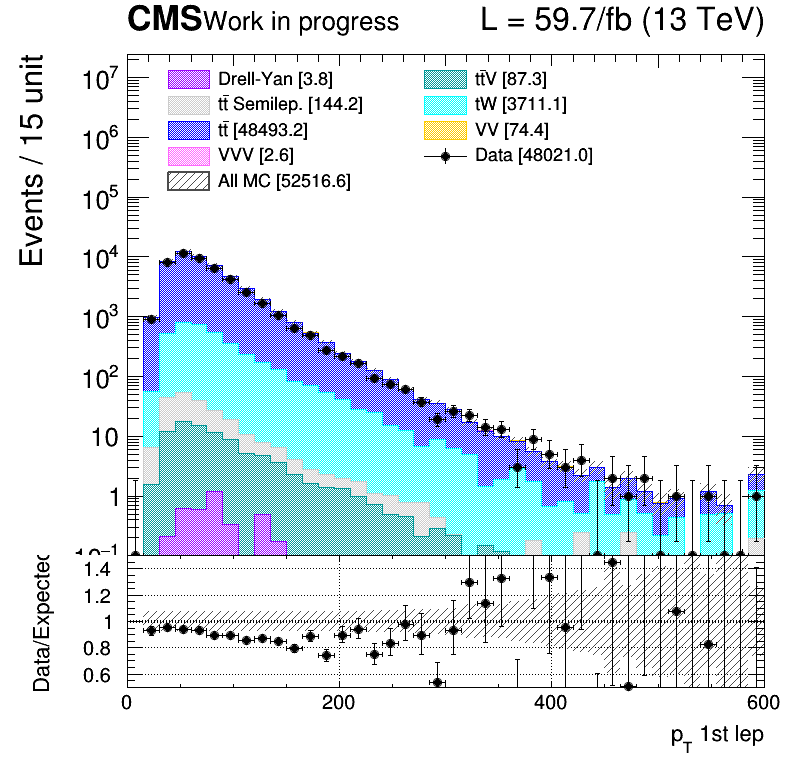 CMS Work in progress L = 59.7/fb (13 TeV)
Events / 15 unit
10⁷
10⁶
10⁵
10⁴
10³
10²
10
1
10⁻¹
Drell-Yan [3.8]
tt̄ Semilep. [144.2]
tt̄ [48493.2]
VVV [2.6]
All MC [52516.6]
tt̄V [87.3]
tW [3711.1]
VV [74.4]
Data [48021.0]
Data/Expected
1.4
1.2
1
0.8
0.6
0 200 400 600
p_T 1st lep